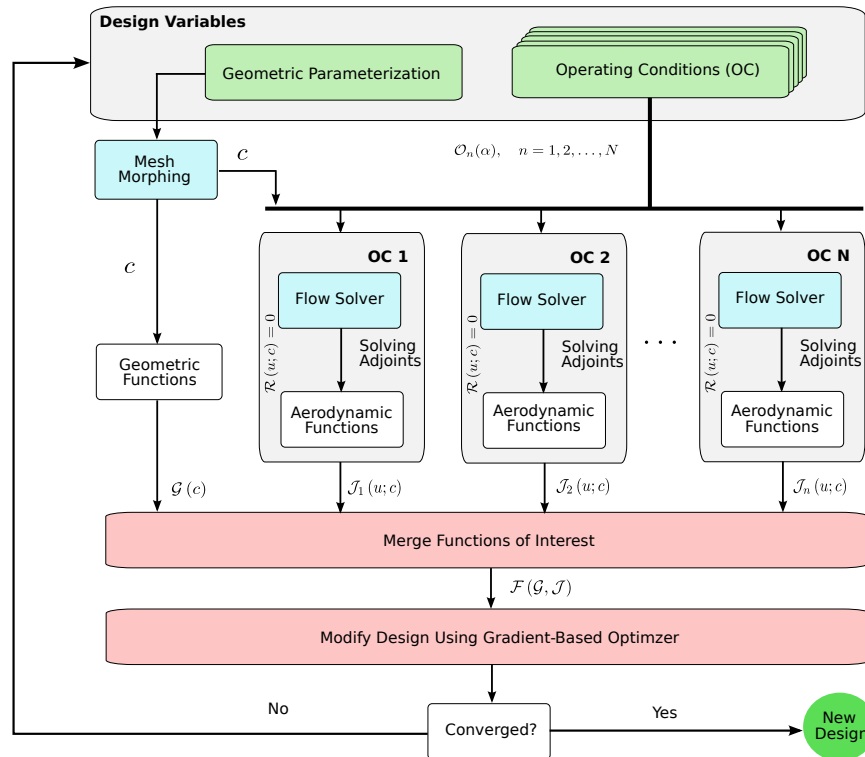 Design Variables
Geometric Parameterization
Operating Conditions (OC)
Mesh
Morphing
c
𝒪ₙ(α), n = 1, 2, . . . , N
c
OC 1
Flow Solver
ℛ (u; c) = 0
Solving
Adjoints
Aerodynamic
Functions
OC 2
Flow Solver
ℛ (u; c) = 0
Solving
Adjoints
Aerodynamic
Functions
. . .
OC N
Flow Solver
ℛ (u; c) = 0
Solving
Adjoints
Aerodynamic
Functions
Geometric
Functions
𝒢 (c)
𝒥₁ (u; c)
𝒥₂ (u; c)
𝒥ₙ (u; c)
Merge Functions of Interest
ℱ (𝒢, 𝒥)
Modify Design Using Gradient-Based Optimzer
No
Converged?
Yes
New
Design